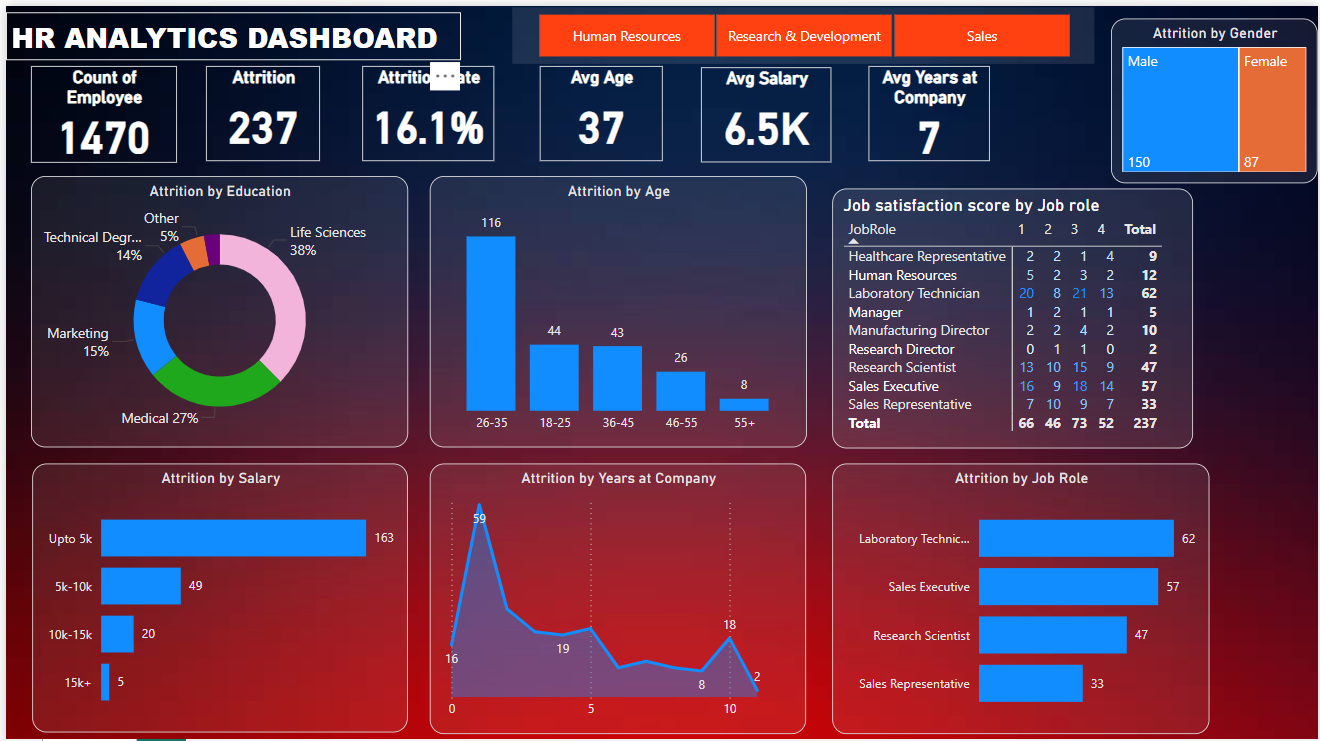 HR ANALYTICS DASHBOARD
Human Resources
Research & Development
Sales
Count of
Employee
1470
Attrition
237
Attritio ate
16.1%
Avg Age
37
Avg Salary
6.5K
Avg Years at
Company
7
Attrition by Gender
Male
Female
150
87
Attrition by Education
Other
5%
Technical Degr...
14%
Life Sciences
38%
Marketing
15%
Medical 27%
Attrition by Age
116
44
43
26
8
26-35
18-25
36-45
46-55
55+
Job satisfaction score by Job role
JobRole 1 2 3 4 Total
Healthcare Representative 2 2 1 4 9
Human Resources 5 2 3 2 12
Laboratory Technician 20 8 21 13 62
Manager 1 2 1 1 5
Manufacturing Director 2 2 4 2 10
Research Director 0 1 1 0 2
Research Scientist 13 10 15 9 47
Sales Executive 16 9 18 14 57
Sales Representative 7 10 9 7 33
Total 66 46 73 52 237
Attrition by Salary
Upto 5k 163
5k-10k 49
10k-15k 20
15k+ 5
Attrition by Years at Company
59
16
19
8
18
2
0
5
10
Attrition by Job Role
Laboratory Technic... 62
Sales Executive 57
Research Scientist 47
Sales Representative 33